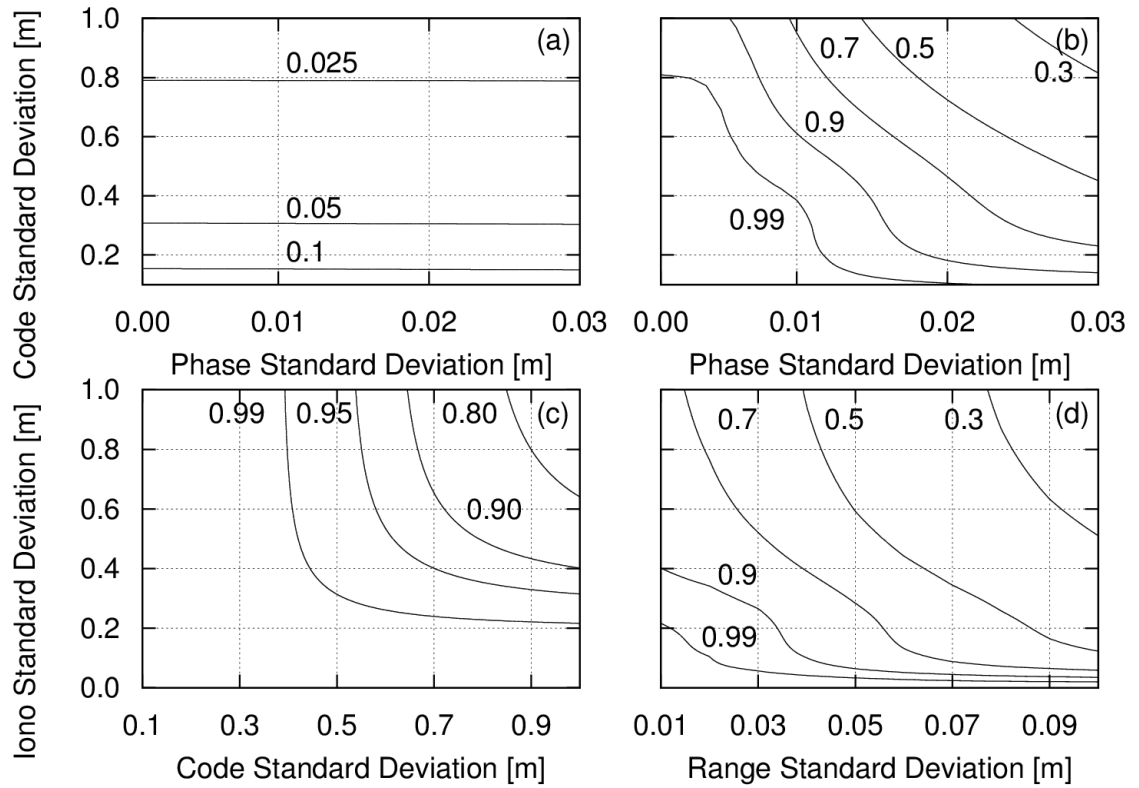 Code Standard Deviation [m]
1.0
0.8
0.6
0.4
0.2
(a)
0.025
0.05
0.1
0.00 0.01 0.02 0.03
Phase Standard Deviation [m]
(b)
0.7 0.5
0.3
0.9
0.99
0.00 0.01 0.02 0.03
Phase Standard Deviation [m]
Iono Standard Deviation [m]
1.0
0.8
0.6
0.4
0.2
0.0
0.99 0.95 0.80 (c)
0.90
0.1 0.3 0.5 0.7 0.9
Code Standard Deviation [m]
0.7 0.5 0.3 (d)
0.9
0.99
0.01 0.03 0.05 0.07 0.09
Range Standard Deviation [m]